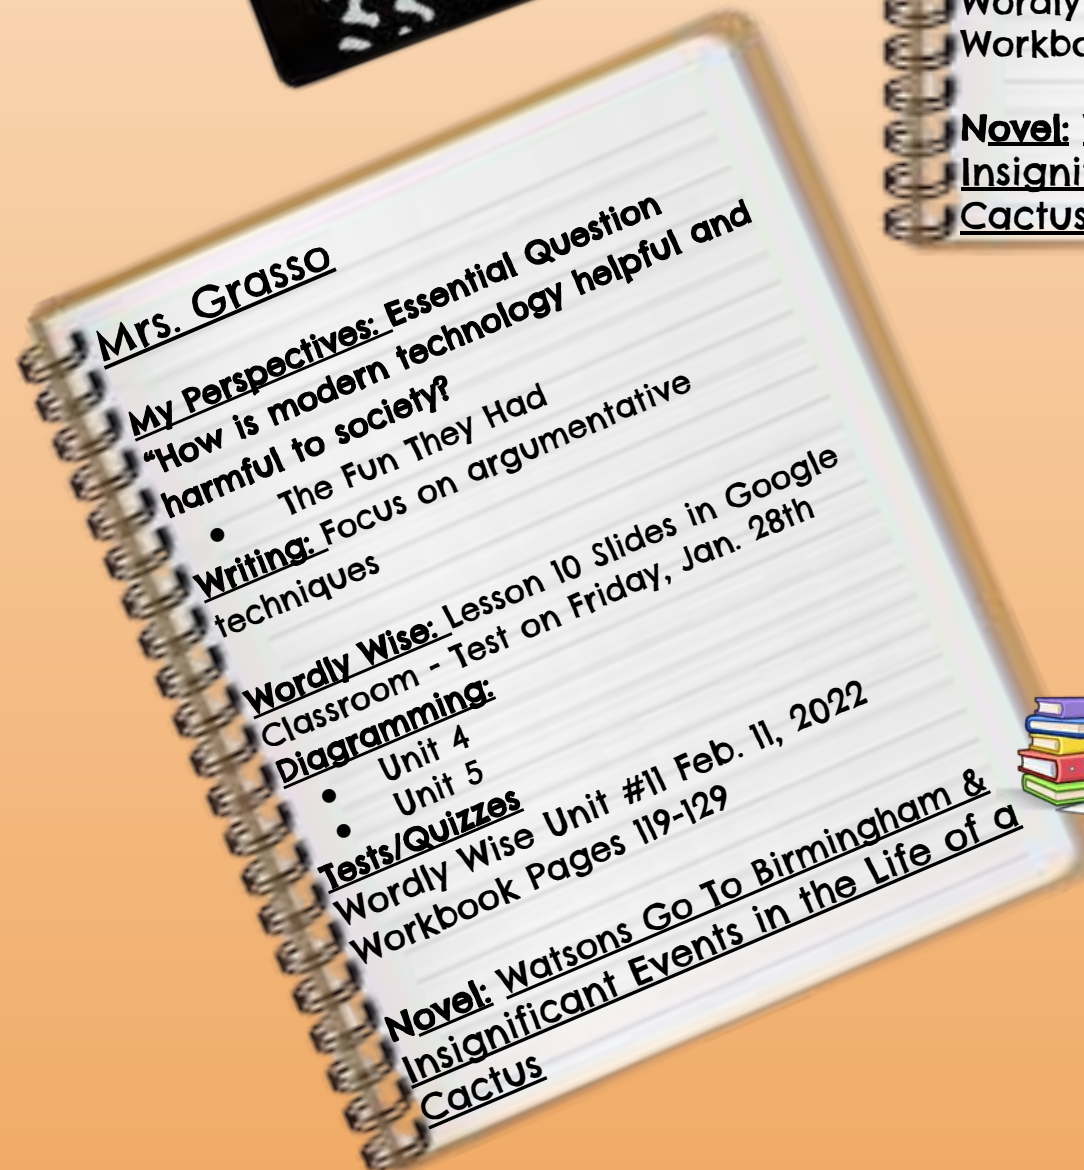 Mrs. Grasso
My Perspectives: Essential Question
“How is modern technology helpful and
harmful to society?
• The Fun They Had
Writing: Focus on argumentative
techniques
Wordly Wise: Lesson 10 Slides in Google
Classroom - Test on Friday, Jan. 28th
Diagramming:
• Unit 4
• Unit 5
Tests/Quizzes
Wordly Wise Unit #11 Feb. 11, 2022
Workbook Pages 119-129
Novel: Watsons Go To Birmingham &
Insignificant Events in the Life of a
Cactus
Wordly
Novel:
Cactus